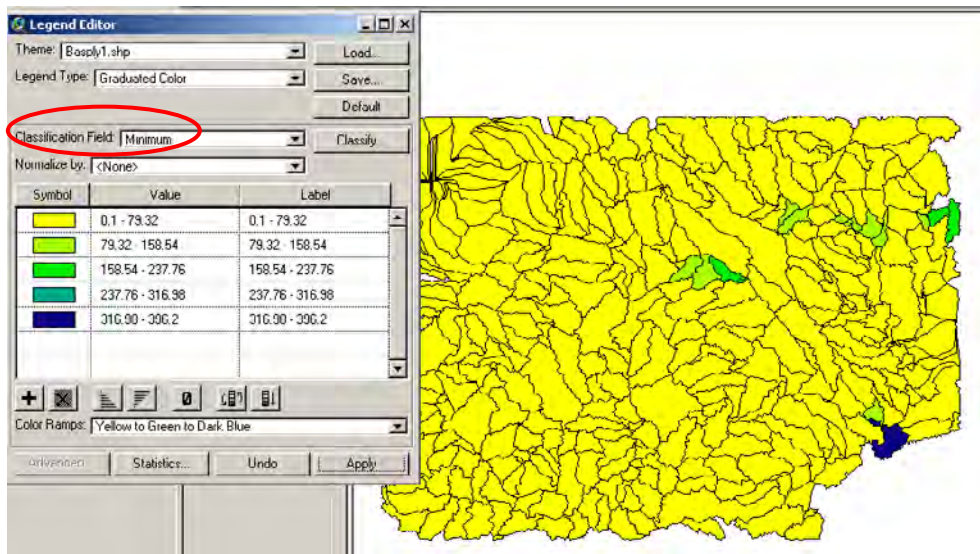 Legend Editor
Theme: Basply1.shp
Load...
Legend Type: Graduated Color
Save...
Default
Classification Field: Minimum
Classify
Normalize by: <None>
Symbol Value Label
0.1 - 79.32 0.1 - 79.32
79.32 - 158.54 79.32 - 158.54
158.54 - 237.76 158.54 - 237.76
237.76 - 316.98 237.76 - 316.98
316.98 - 396.2 316.98 - 396.2
Color Ramps: Yellow to Green to Dark Blue
Advanced... Statistics... Undo Apply